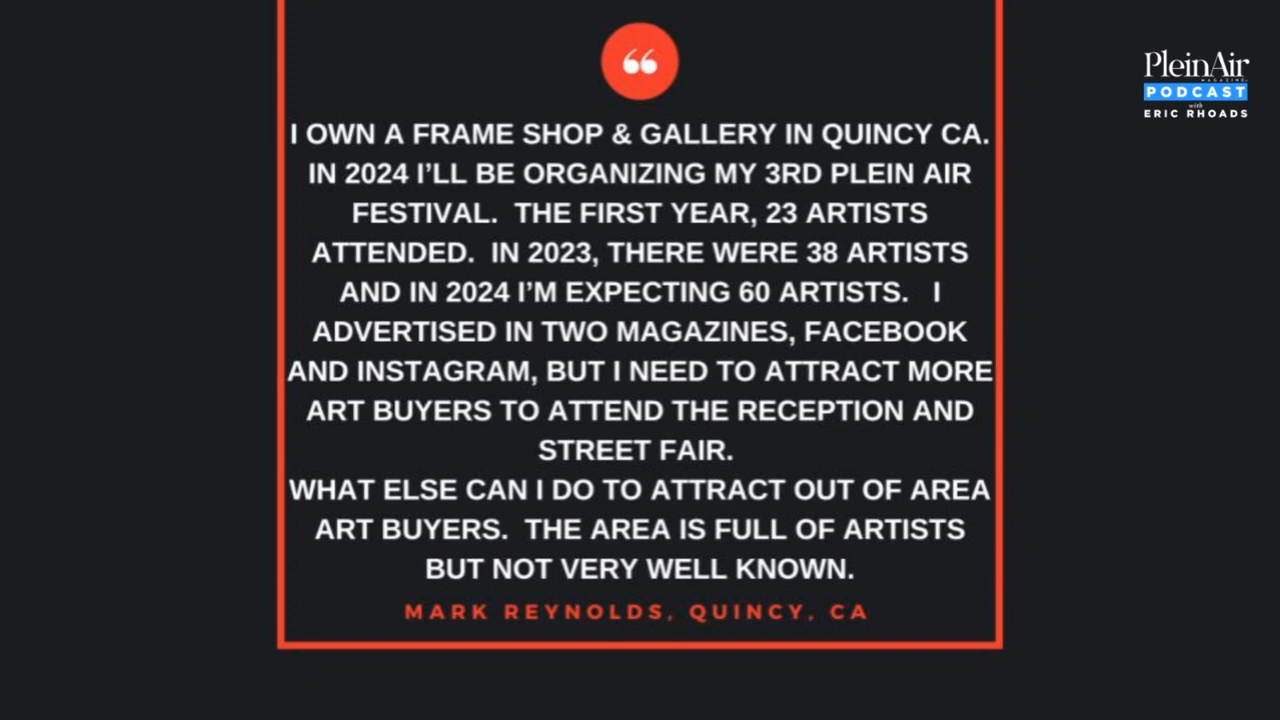 ❝
I OWN A FRAME SHOP & GALLERY IN QUINCY CA.
IN 2024 I’LL BE ORGANIZING MY 3RD PLEIN AIR
FESTIVAL.  THE FIRST YEAR, 23 ARTISTS
ATTENDED.  IN 2023, THERE WERE 38 ARTISTS
AND IN 2024 I’M EXPECTING 60 ARTISTS.   I
ADVERTISED IN TWO MAGAZINES, FACEBOOK
AND INSTAGRAM, BUT I NEED TO ATTRACT MORE
ART BUYERS TO ATTEND THE RECEPTION AND
STREET FAIR.
WHAT ELSE CAN I DO TO ATTRACT OUT OF AREA
ART BUYERS.  THE AREA IS FULL OF ARTISTS
BUT NOT VERY WELL KNOWN.
MARK REYNOLDS, QUINCY, CA
PleinAir
MAGAZINE
PODCAST
with
ERIC RHOADS